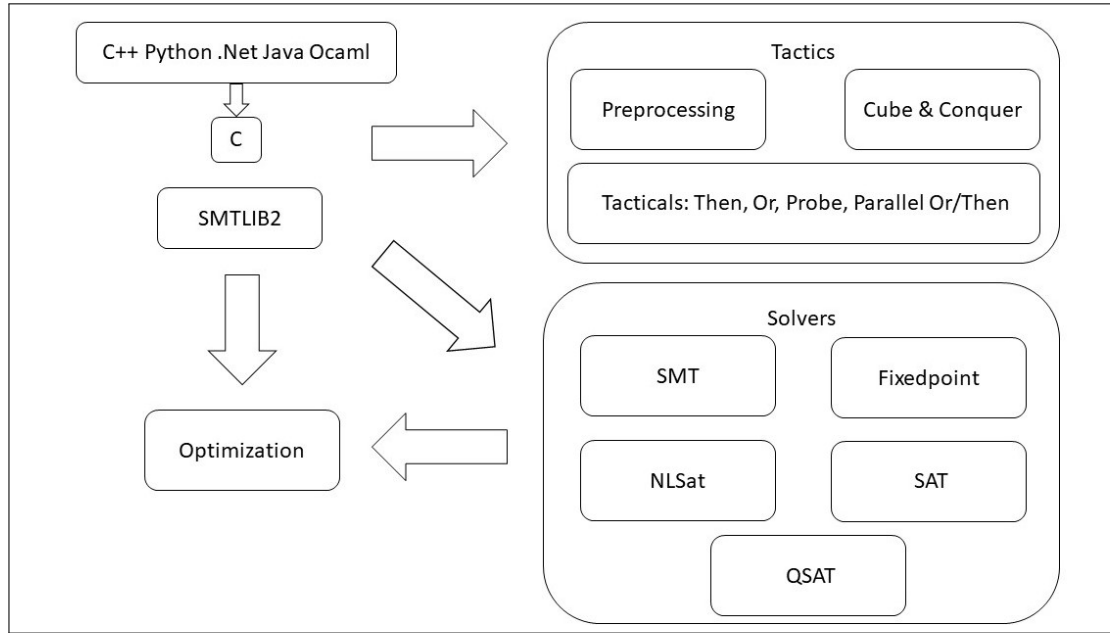 C++ Python .Net Java Ocaml
C
SMTLIB2
Optimization
Tactics
Preprocessing
Cube & Conquer
Tacticals: Then, Or, Probe, Parallel Or/Then
Solvers
SMT
Fixedpoint
NLSat
SAT
QSAT